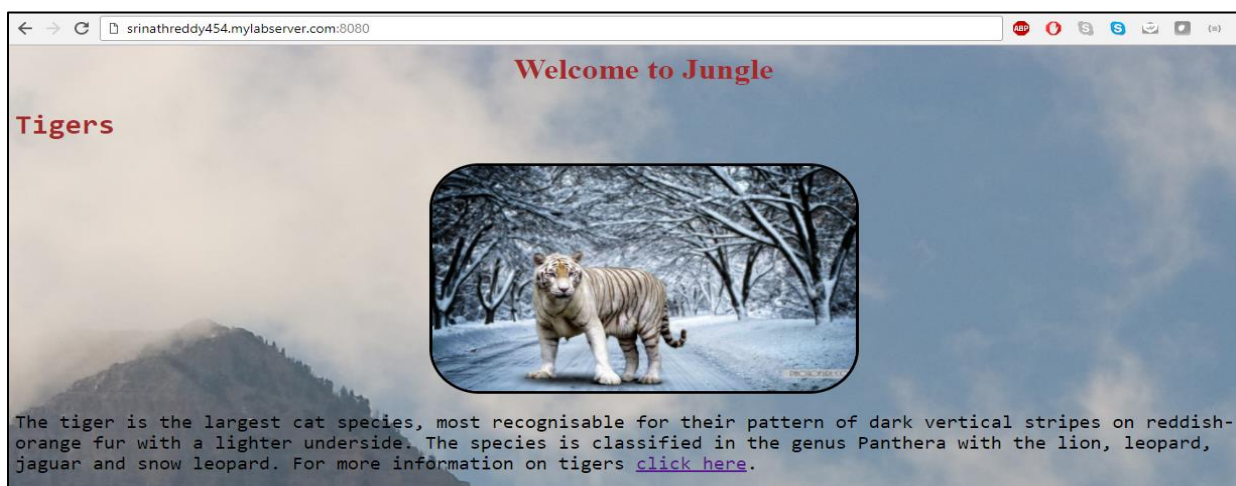 srinathreddy454.mylabserver.com:8080
ABP
Welcome to Jungle
Tigers
The tiger is the largest cat species, most recognisable for their pattern of dark vertical stripes on reddish-
orange fur with a lighter underside. The species is classified in the genus Panthera with the lion, leopard,
jaguar and snow leopard. For more information on tigers click here.